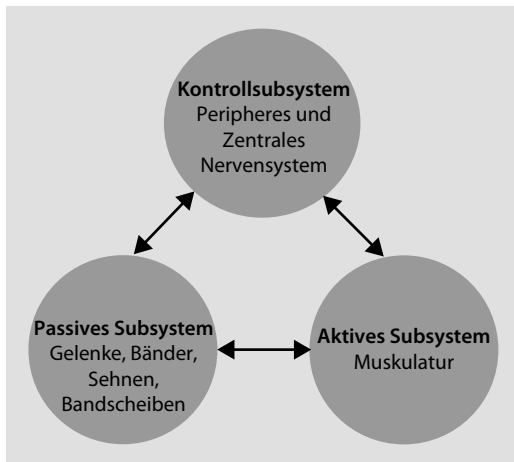 Kontrollsubsystem
Peripheres und
Zentrales
Nervensystem
Passives Subsystem
Gelenke, Bänder,
Sehnen,
Bandscheiben
Aktives Subsystem
Muskulatur